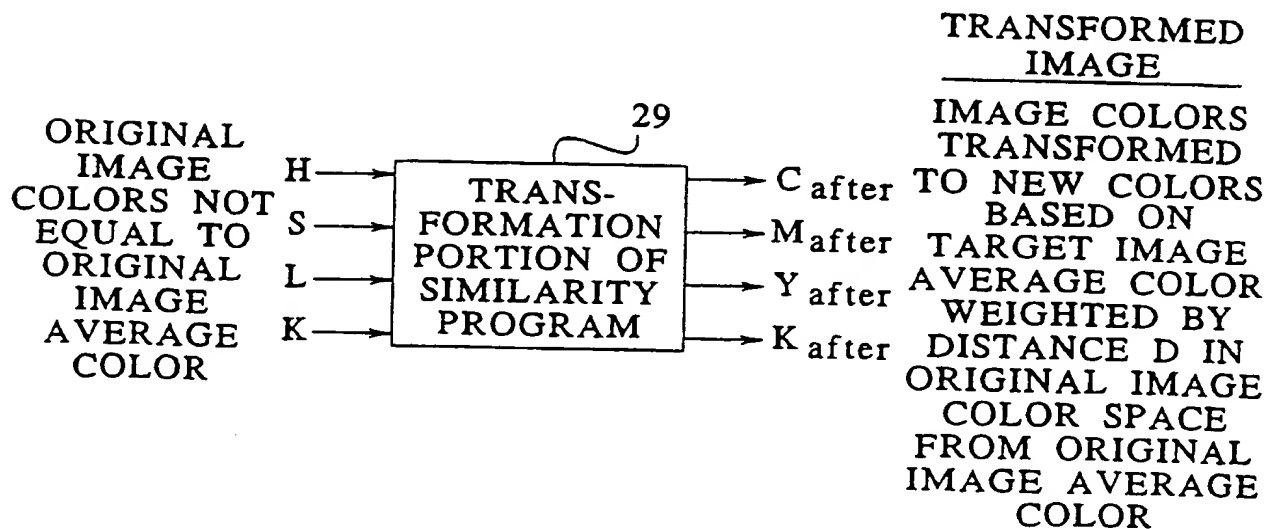 TRANSFORMED
IMAGE
29
ORIGINAL
IMAGE
COLORS NOT
EQUAL TO
ORIGINAL
IMAGE
AVERAGE
COLOR
H
S
L
K
TRANS-
FORMATION
PORTION OF
SIMILARITY
PROGRAM
C after
M after
Y after
K after
IMAGE COLORS
TRANSFORMED
TO NEW COLORS
BASED ON
TARGET IMAGE
AVERAGE COLOR
WEIGHTED BY
DISTANCE D IN
ORIGINAL IMAGE
COLOR SPACE
FROM ORIGINAL
IMAGE AVERAGE
COLOR